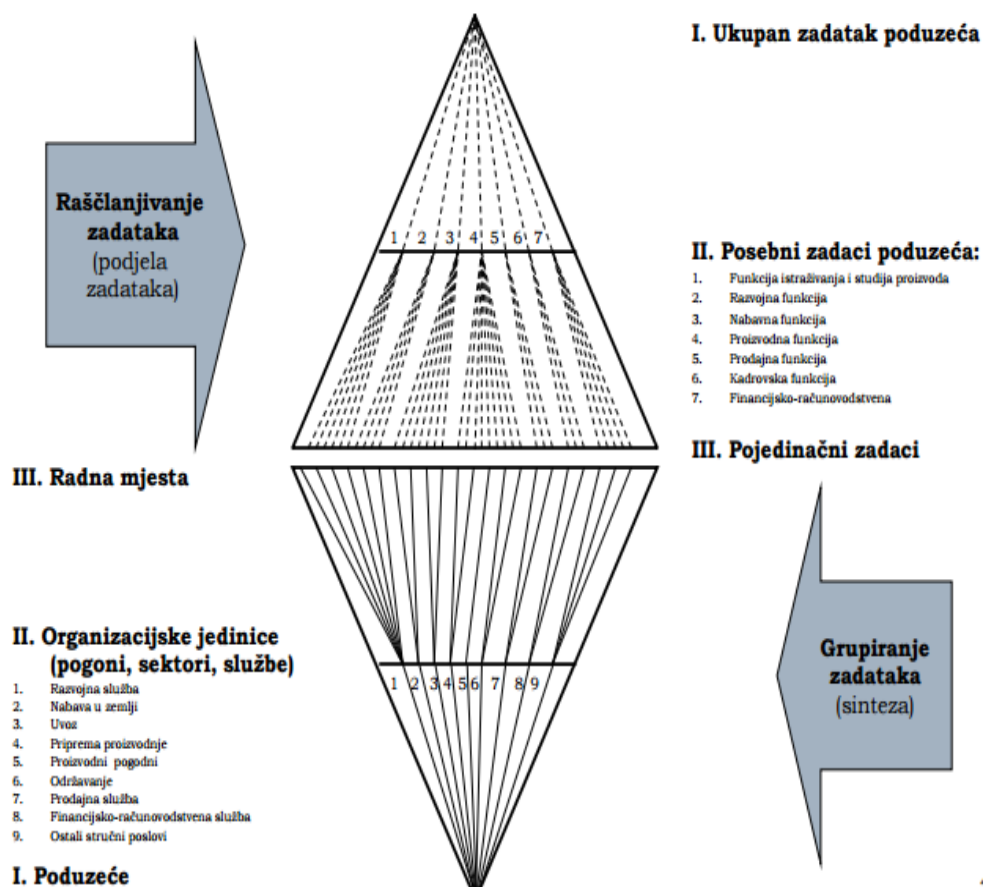 I. Ukupan zadatak poduzeća
Raščlanjivanje
zadataka
(podjela
zadataka)
1 2 3 4 5 6 7
II. Posebni zadaci poduzeća:
1. Funkcija istraživanja i studija proizvoda
2. Razvojna funkcija
3. Nabavna funkcija
4. Proizvodna funkcija
5. Prodajna funkcija
6. Kadrovska funkcija
7. Financijsko-računovodstvena
III. Pojedinačni zadaci
III. Radna mjesta
II. Organizacijske jedinice
(pogoni, sektori, službe)
1. Razvojna služba
2. Nabava u zemlji
3. Uvoz
4. Priprema proizvodnje
5. Proizvodni pogodni
6. Održavanje
7. Prodajna služba
8. Financijsko-računovodstvena služba
9. Ostali stručni poslovi
1 2 3 4 5 6 7 8 9
Grupiranje
zadataka
(sinteza)
I. Poduzeće